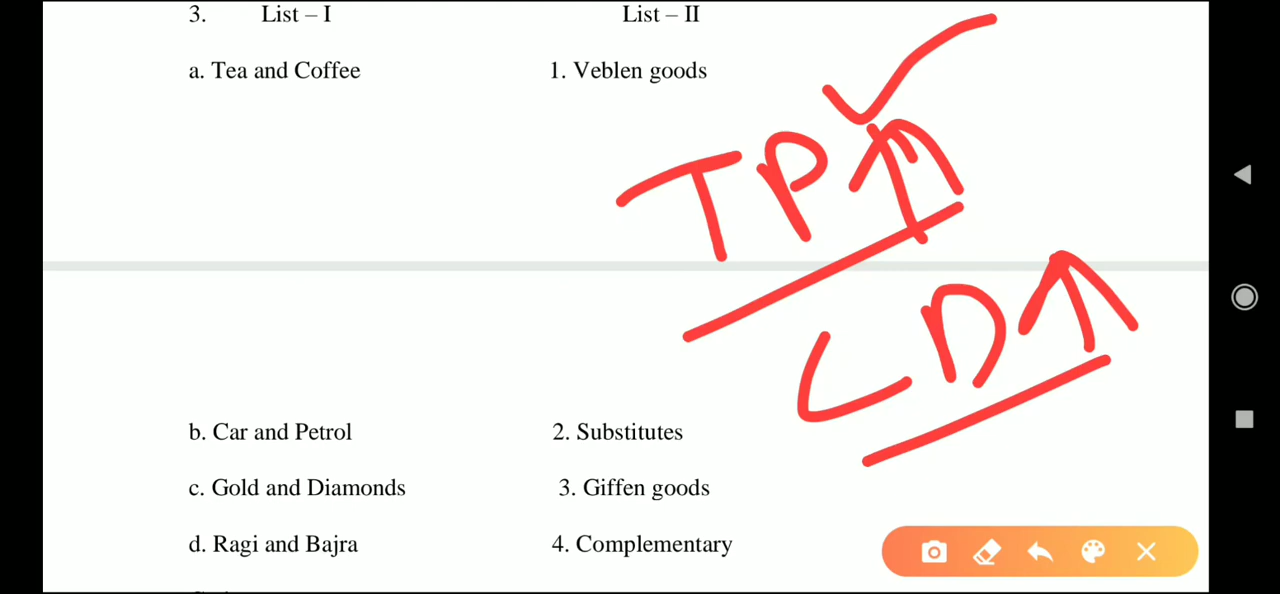 3. List – I List – II
a. Tea and Coffee 1. Veblen goods
TP↑
CD↑
b. Car and Petrol 2. Substitutes
c. Gold and Diamonds 3. Giffen goods
d. Ragi and Bajra 4. Complementary